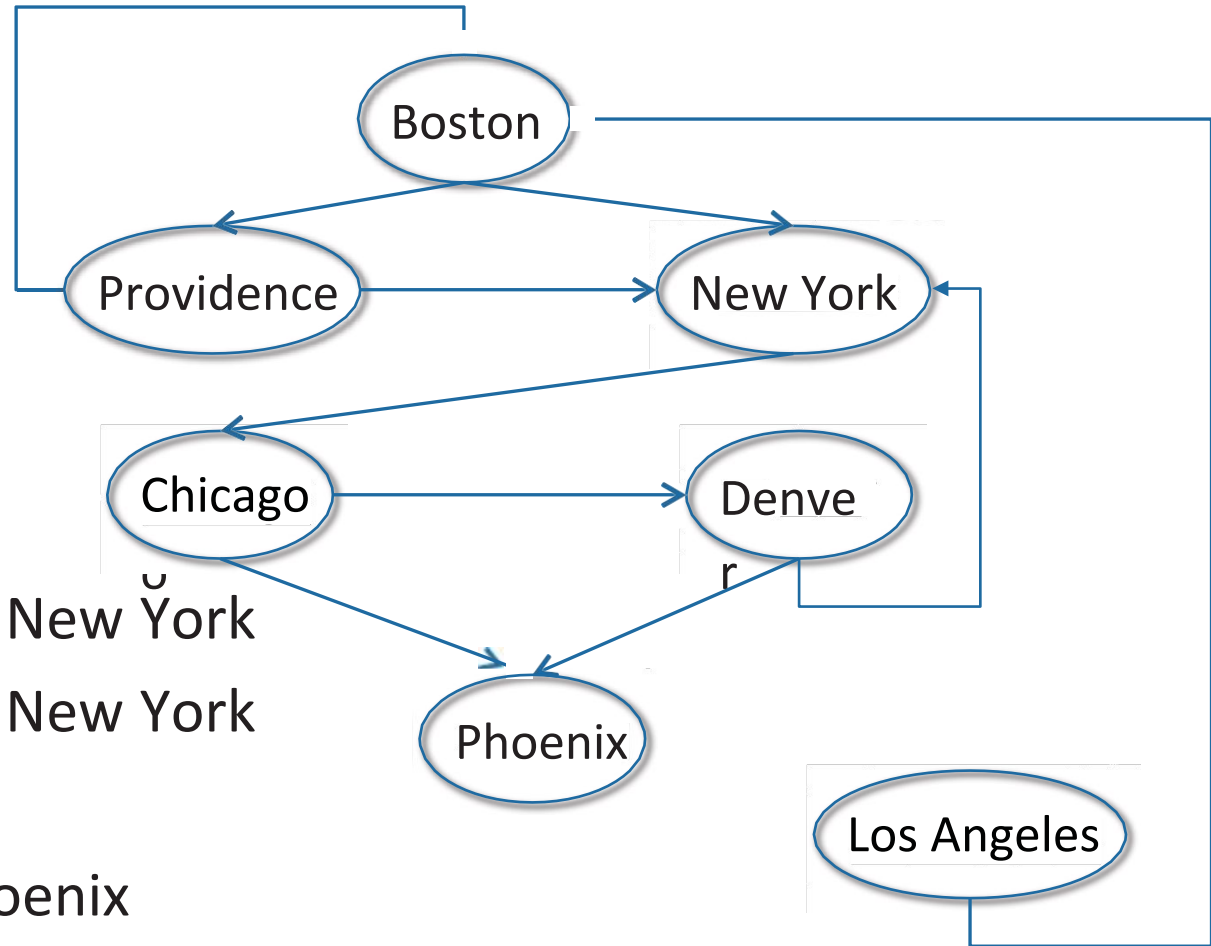 Boston
Providence
New York
Chicago
Denve
r
New York
New York
Phoenix
Los Angeles
oenix